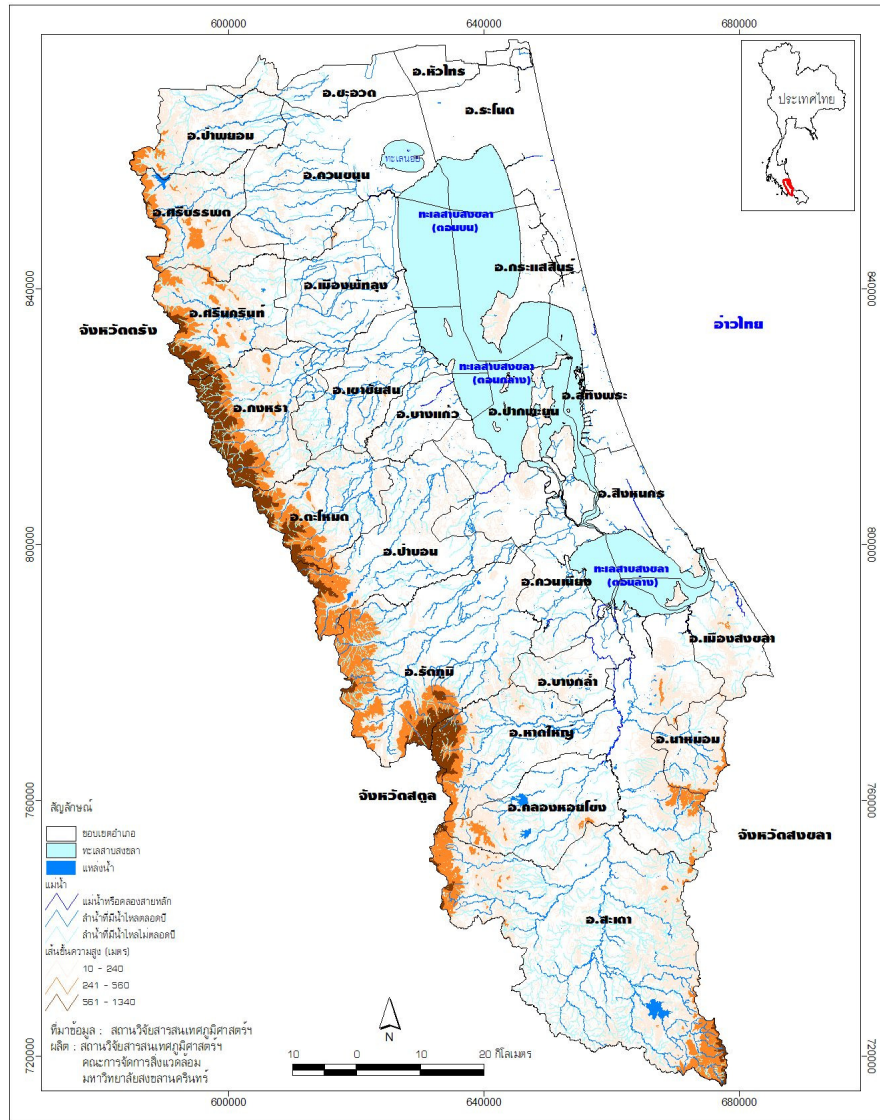 600000
640000
680000
ประเทศไทย
อ.หัวไทร
อ.ชะอวด
อ.ระโนด
อ.ป่าพยอม
ทะเลน้อย
อ.ควนขนุน
อ.ศรีบรรพต
ทะเลสาบสงขลา
(ตอนบน)
อ.กระแสสินธุ์
840000
อ.เมืองพัทลุง
840000
อ.ศรีนครินทร์
จังหวัดตรัง
อ่าวไทย
ทะเลสาบสงขลา
(ตอนกลาง)
อ.เขาชัยสน
อ.สทิงพระ
อ.กงหรา
อ.บางแก้ว
อ.ปากพะยูน
อ.สิงหนคร
อ.ตะโหมด
800000
อ.ป่าบอน
800000
ทะเลสาบสงขลา
(ตอนล่าง)
อ.ควนเนียง
อ.เมืองสงขลา
อ.รัตภูมิ
อ.บางกล่ำ
อ.หาดใหญ่
อ.นาหม่อม
จังหวัดสตูล
760000
อ.คลองหอยโข่ง
760000
จังหวัดสงขลา
อ.สะเดา
สัญลักษณ์
ขอบเขตอำเภอ
ทะเลสาบสงขลา
แหล่งน้ำ
แม่น้ำ
แม่น้ำหรือคลองสายหลัก
ลำน้ำที่มีน้ำไหลตลอดปี
ลำน้ำที่มีน้ำไหลไม่ตลอดปี
เส้นชั้นความสูง (เมตร)
10 - 240
241 - 560
561 - 1340
ที่มาข้อมูล : สถานวิจัยสารสนเทศภูมิศาสตร์ฯ
ผลิต : สถานวิจัยสารสนเทศภูมิศาสตร์ฯ
คณะการจัดการสิ่งแวดล้อม
มหาวิทยาลัยสงขลานครินทร์
N
10 0 10 20 กิโลเมตร
720000
720000
600000
640000
680000